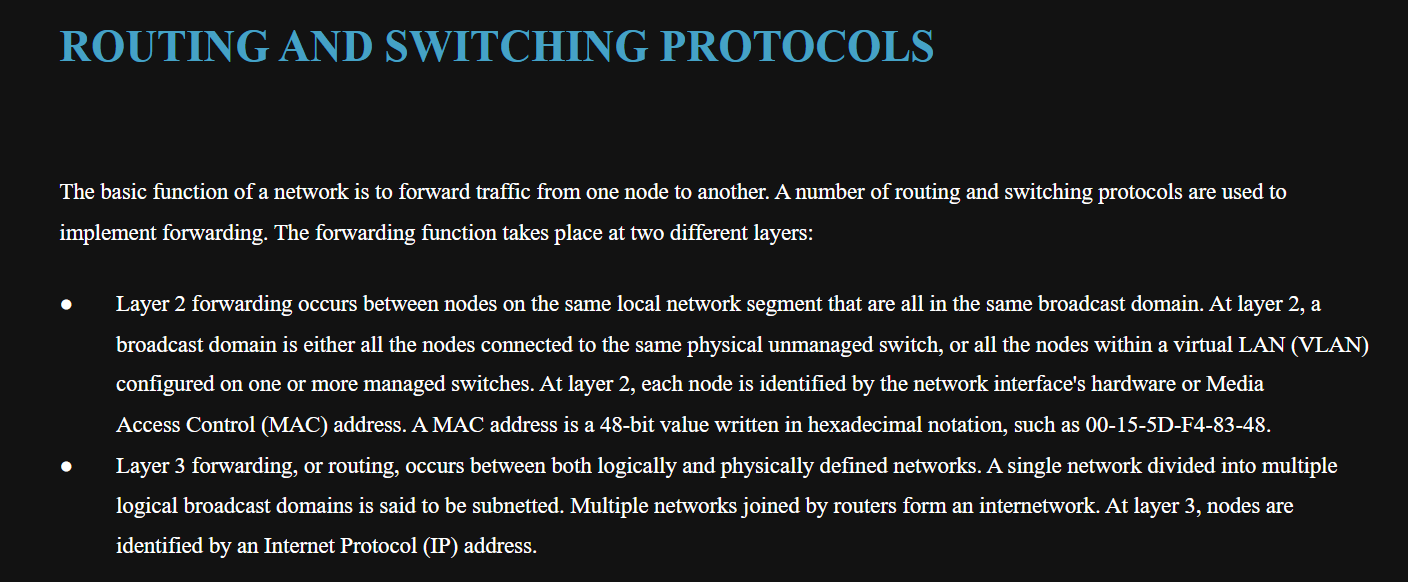 ROUTING AND SWITCHING PROTOCOLS
The basic function of a network is to forward traffic from one node to another. A number of routing and switching protocols are used to
implement forwarding. The forwarding function takes place at two different layers:
● Layer 2 forwarding occurs between nodes on the same local network segment that are all in the same broadcast domain. At layer 2, a
broadcast domain is either all the nodes connected to the same physical unmanaged switch, or all the nodes within a virtual LAN (VLAN)
configured on one or more managed switches. At layer 2, each node is identified by the network interface's hardware or Media
Access Control (MAC) address. A MAC address is a 48-bit value written in hexadecimal notation, such as 00-15-5D-F4-83-48.
● Layer 3 forwarding, or routing, occurs between both logically and physically defined networks. A single network divided into multiple
logical broadcast domains is said to be subnetted. Multiple networks joined by routers form an internetwork. At layer 3, nodes are
identified by an Internet Protocol (IP) address.